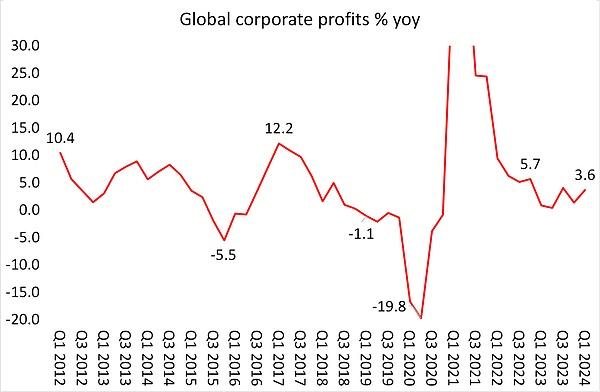 Global corporate profits % yoy
30.0
25.0
20.0
15.0
10.0
5.0
0.0
-5.0
-10.0
-15.0
-20.0
10.4
-5.5
12.2
-1.1
-19.8
5.7
3.6
Q1 2012
Q3 2012
Q1 2013
Q3 2013
Q1 2014
Q3 2014
Q1 2015
Q3 2015
Q1 2016
Q3 2016
Q1 2017
Q3 2017
Q1 2018
Q3 2018
Q1 2019
Q3 2019
Q1 2020
Q3 2020
Q1 2021
Q3 2021
Q1 2022
Q3 2022
Q1 2023
Q3 2023
Q1 2024